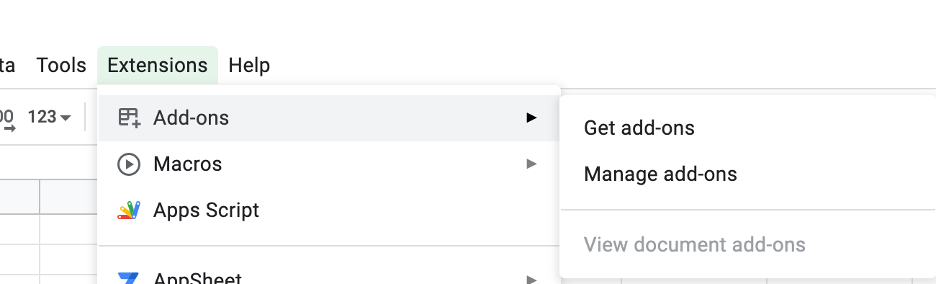 ta Tools Extensions Help
00 123
Add-ons
Get add-ons
Macros
Manage add-ons
Apps Script
View document add-ons
AppSheet